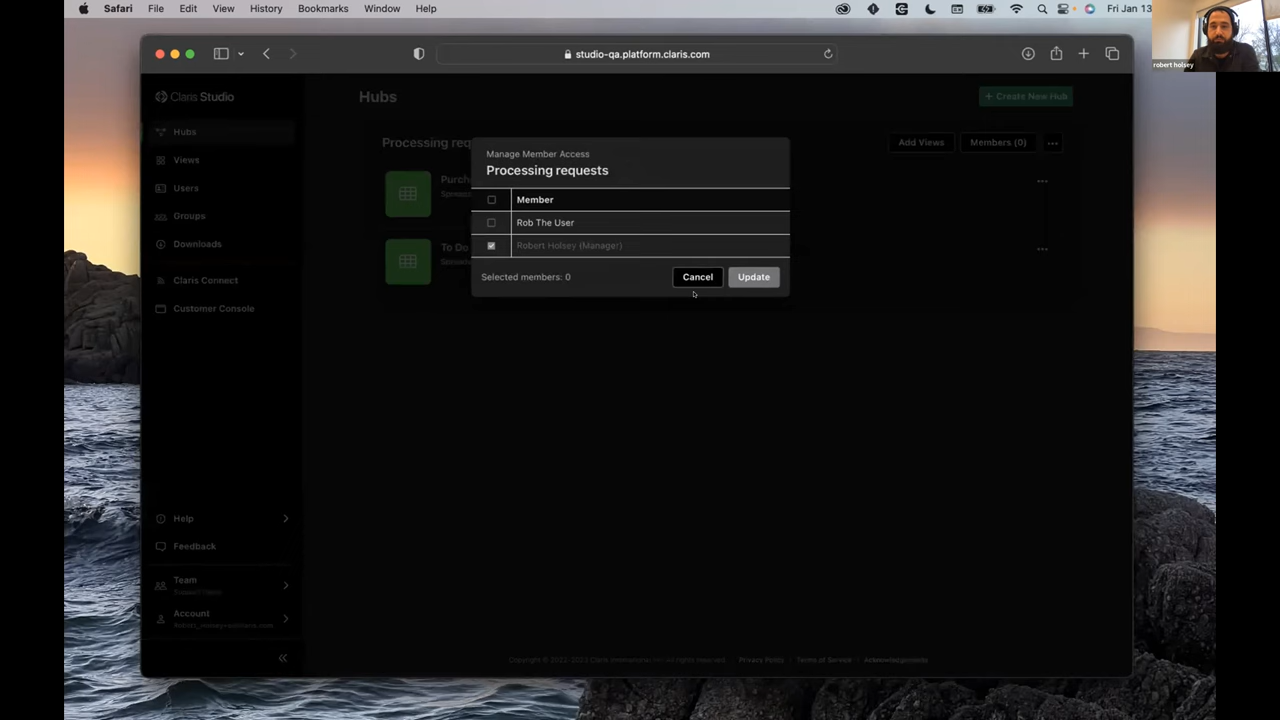 Safari File Edit View History Bookmarks Window Help
Fri Jan 13
robert holsey
studio-qa.platform.claris.com
Claris Studio
Hubs
+ Create New Hub
Hubs
Processing req
Add Views
Members (0)
Views
Users
Groups
Downloads
Claris Connect
Customer Console
Purch
To Do
Manage Member Access
Processing requests
Member
Rob The User
Robert Holsey (Manager)
Selected members: 0
Cancel
Update
Help
Feedback
Team
Account
Privacy Policy
Terms of Service
Acknowledgements